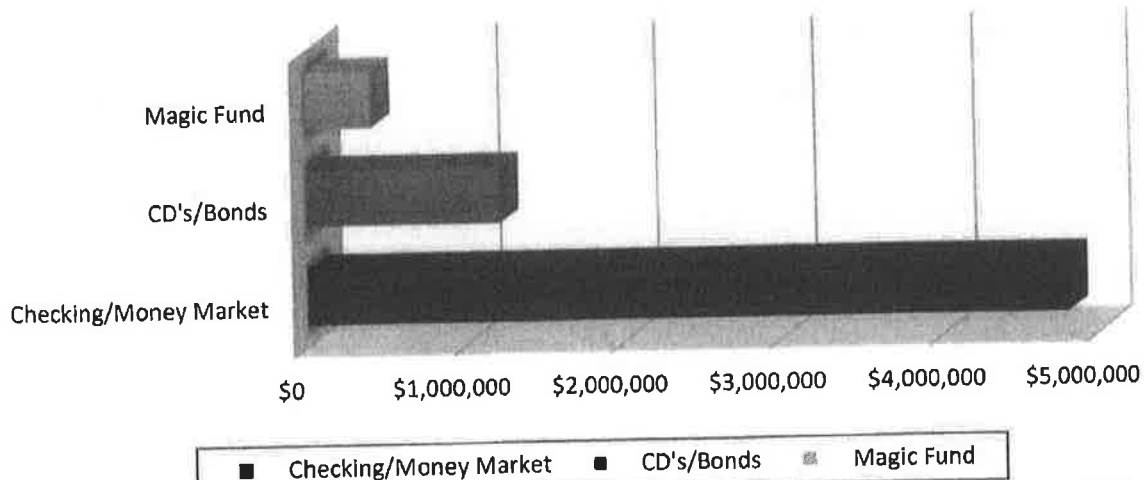 Magic Fund
CD's/Bonds
Checking/Money Market
$0 $1,000,000 $2,000,000 $3,000,000 $4,000,000 $5,000,000
Checking/Money Market CD's/Bonds Magic Fund